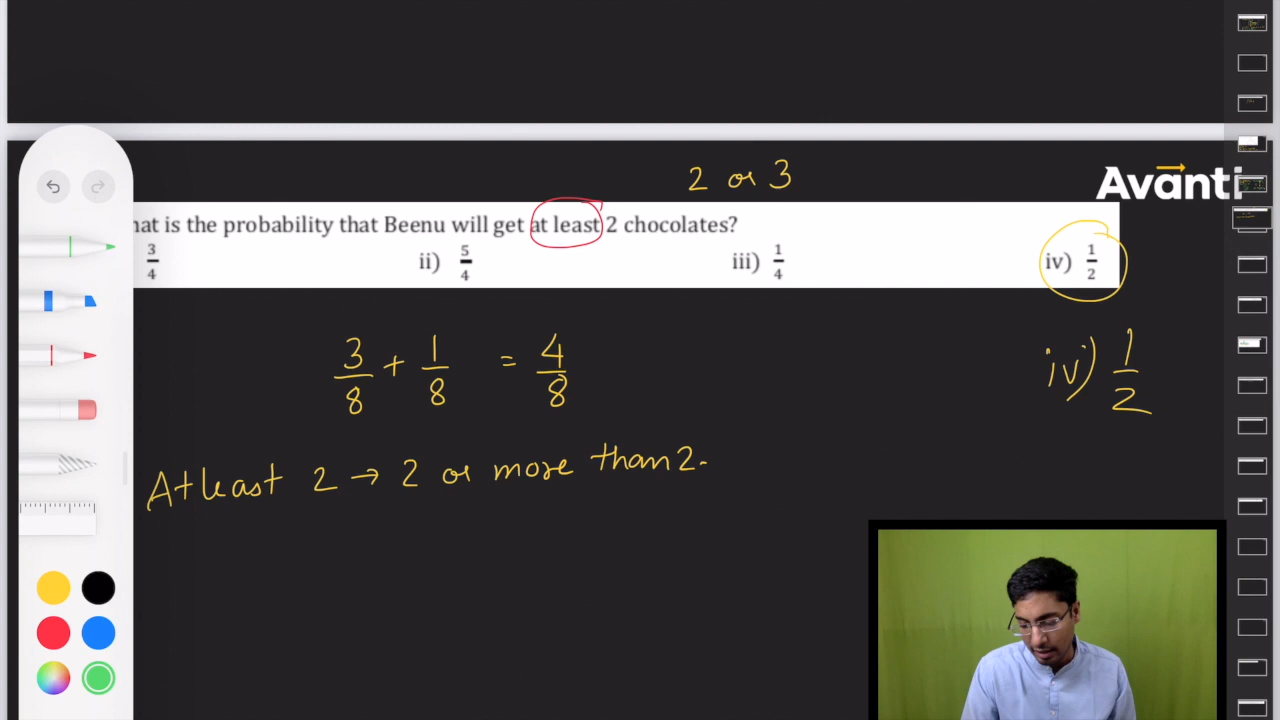 2 or 3
Avanti
hat is the probability that Beenu will get at least 2 chocolates?
3/4 ii) 5/4 iii) 1/4 iv) 1/2
3/8 + 1/8 = 4/8
iv) 1/2
Atleast 2 → 2 or more than 2.